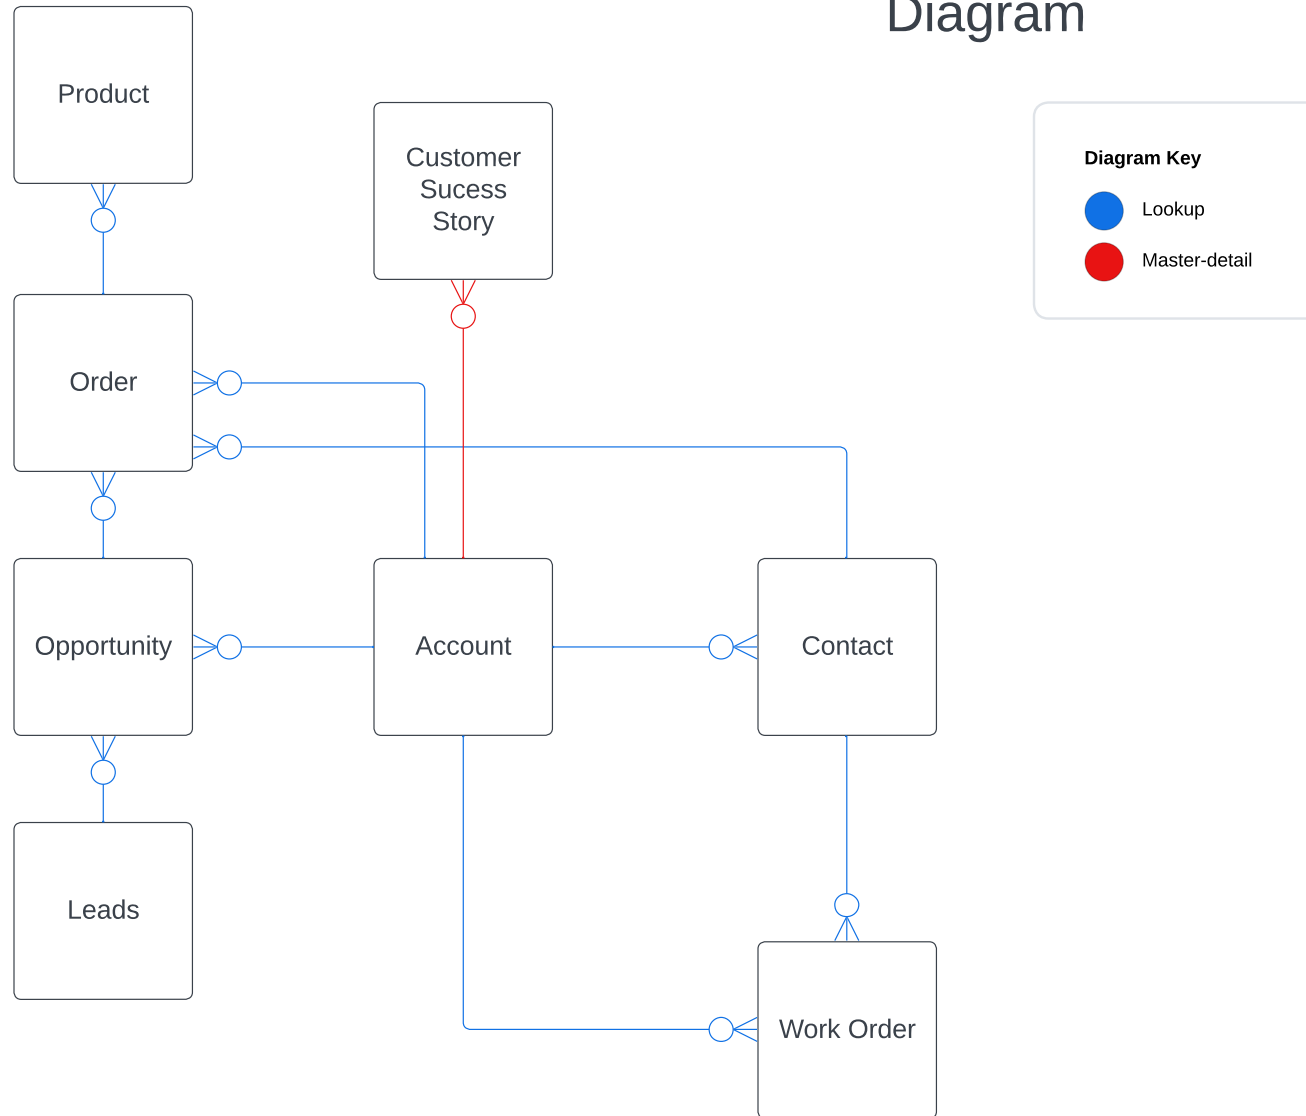 Diagram
Product
Customer
Sucess
Story
Diagram Key
Lookup
Master-detail
Order
Opportunity
Account
Contact
Leads
Work Order